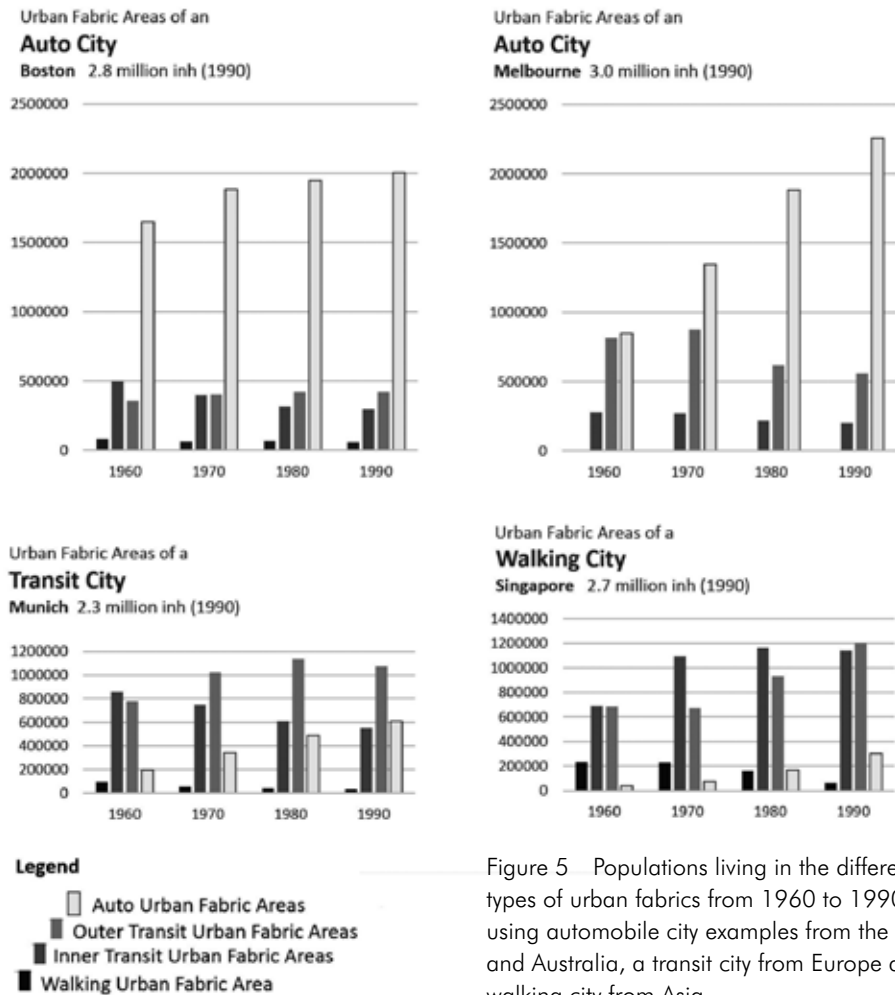 Urban Fabric Areas of an
Auto City
Boston 2.8 million inh (1990)
2500000
2000000
1500000
1000000
500000
0
1960 1970 1980 1990
Urban Fabric Areas of an
Auto City
Melbourne 3.0 million inh (1990)
2500000
2000000
1500000
1000000
500000
0
1960 1970 1980 1990
Urban Fabric Areas of a
Transit City
Munich 2.3 million inh (1990)
1200000
1000000
800000
600000
400000
200000
0
1960 1970 1980 1990
Urban Fabric Areas of a
Walking City
Singapore 2.7 million inh (1990)
1400000
1200000
1000000
800000
600000
400000
200000
0
1960 1970 1980 1990
Legend
Auto Urban Fabric Areas
Outer Transit Urban Fabric Areas
Inner Transit Urban Fabric Areas
Walking Urban Fabric Area
Figure 5 Populations living in the differe
types of urban fabrics from 1960 to 1990
using automobile city examples from the
and Australia, a transit city from Europe
walking city from Asia